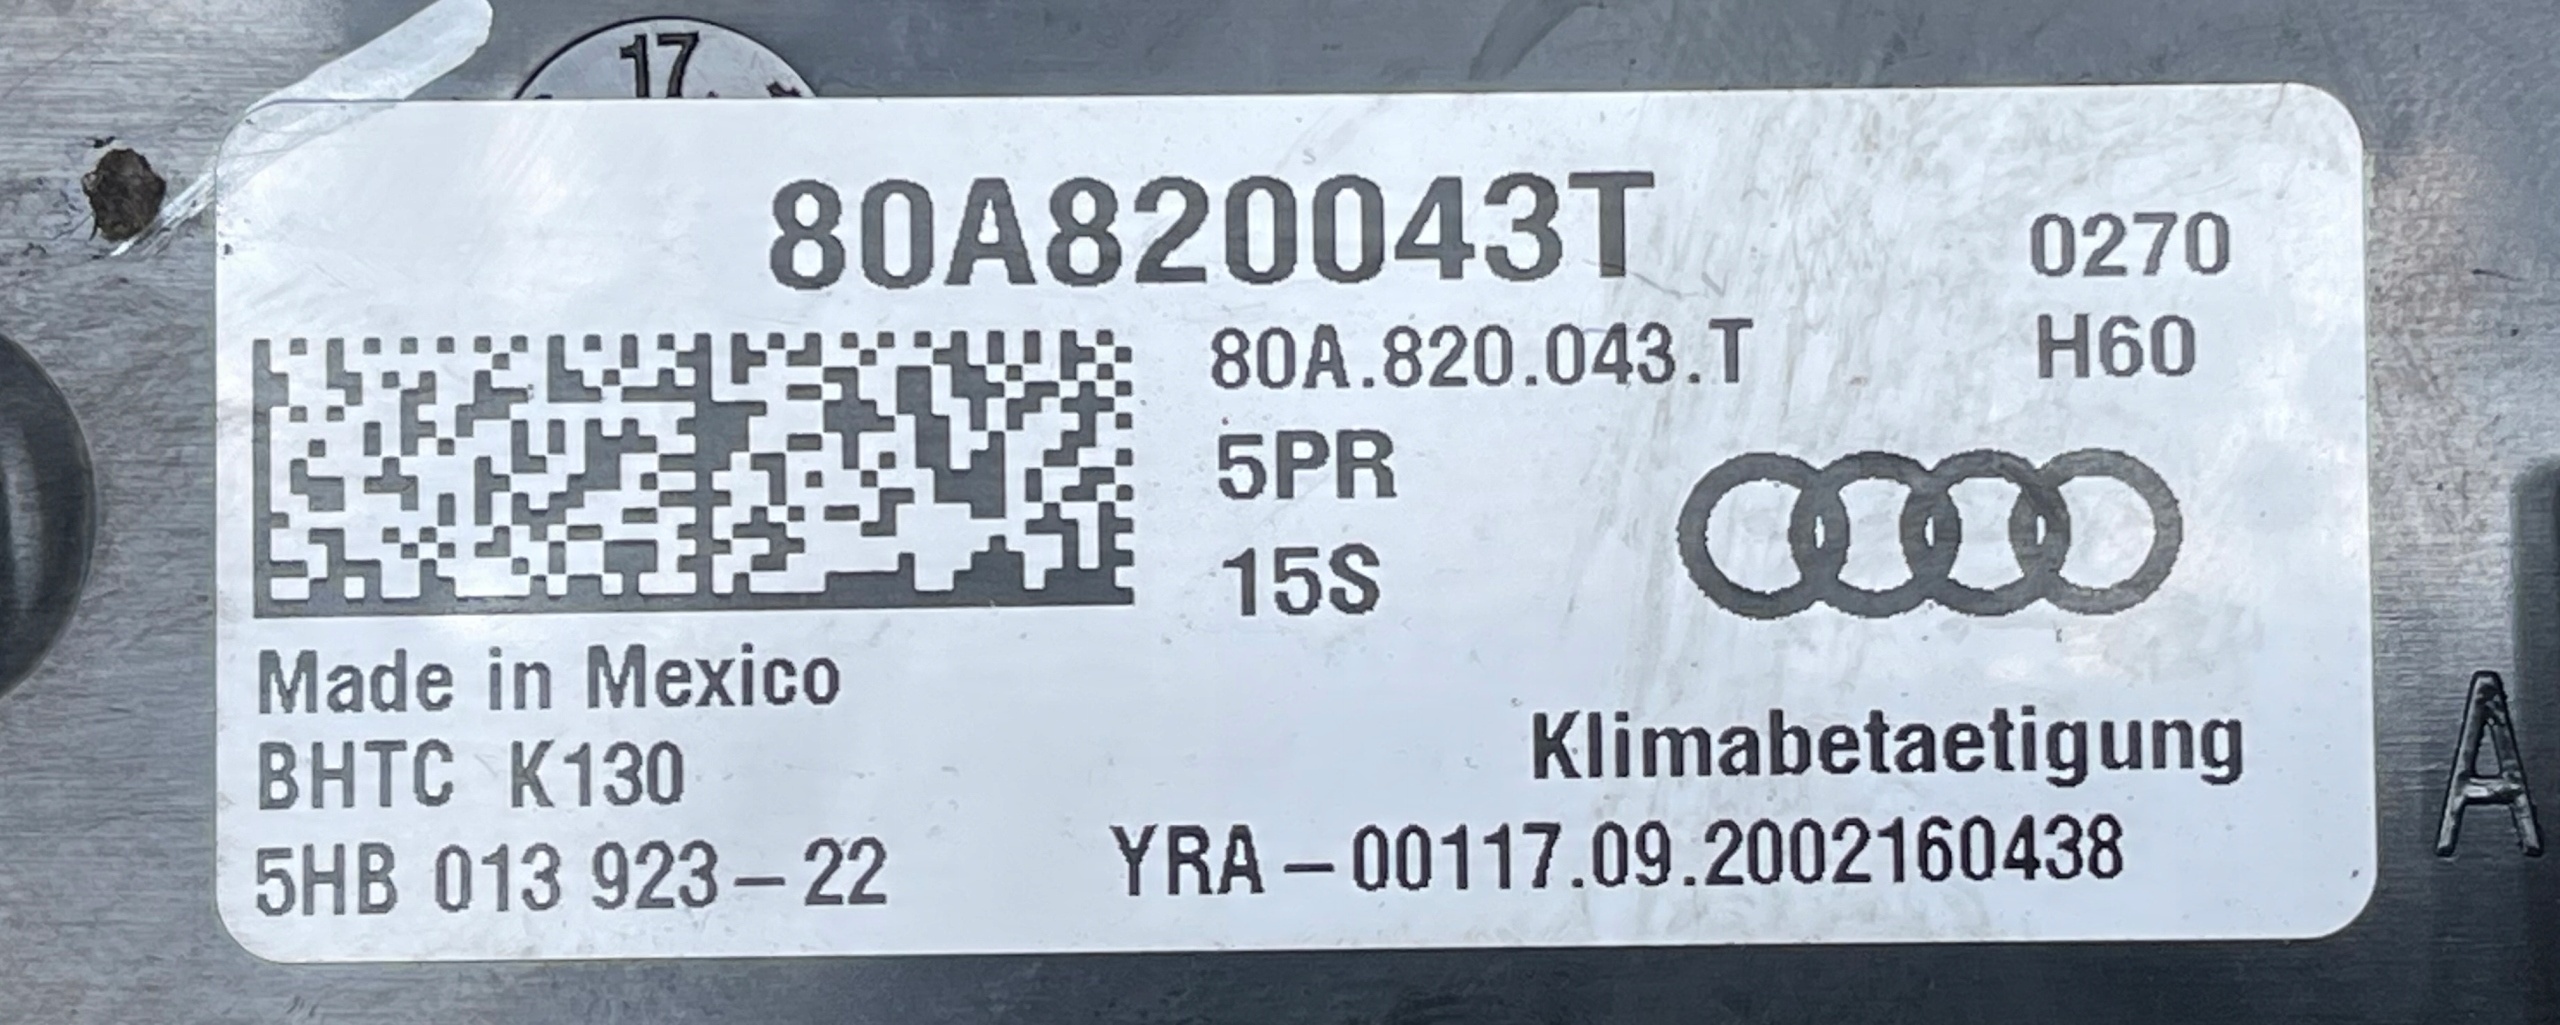 17
80A820043T
0270
80A.820.043.T
H60
5PR
15S
Made in Mexico
BHTC K130
Klimabetaetigung
5HB 013 923-22
YRA-00117.09.2002160438
A